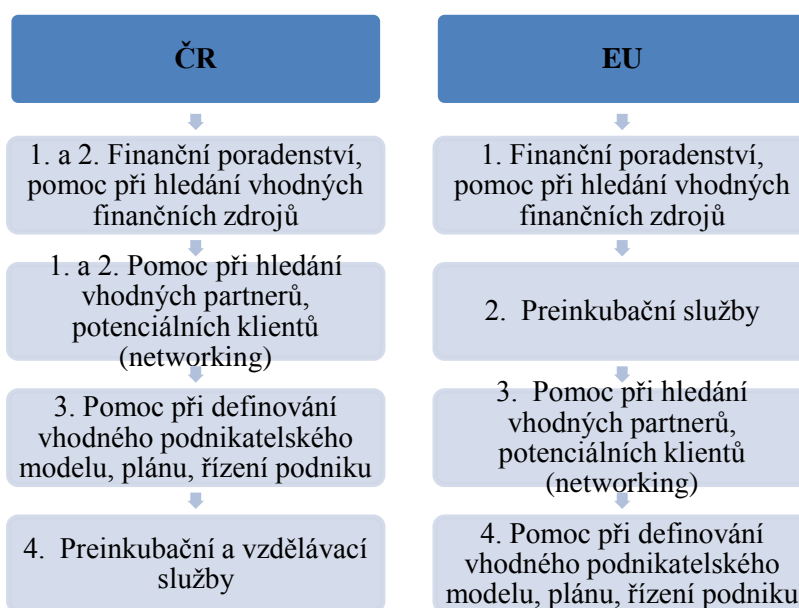 ČR
1. a 2. Finanční poradenství,
pomoc při hledání vhodných
finančních zdrojů
1. a 2. Pomoc při hledání
vhodných partnerů,
potenciálních klientů
(networking)
3. Pomoc při definování
vhodného podnikatelského
modelu, plánu, řízení podniku
4. Preinkubační a vzdělávací
služby
EU
1. Finanční poradenství,
pomoc při hledání vhodných
finančních zdrojů
2. Preinkubační služby
3. Pomoc při hledání
vhodných partnerů,
potenciálních klientů
(networking)
4. Pomoc při definování
vhodného podnikatelského
modelu, plánu, řízení podniku